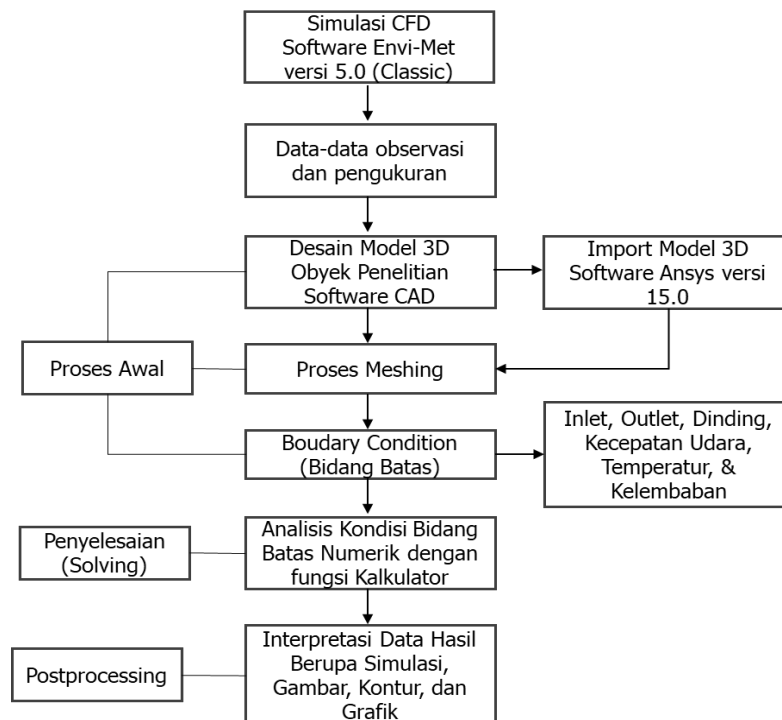 Simulasi CFD
Software Envi-Met
versi 5.0 (Classic)
Data-data observasi
dan pengukuran
Desain Model 3D
Obyek Penelitian
Software CAD
Import Model 3D
Software Ansys versi
15.0
Proses Awal
Proses Meshing
Boudary Condition
(Bidang Batas)
Inlet, Outlet, Dinding,
Kecepatan Udara,
Temperatur, &
Kelembaban
Penyelesaian
(Solving)
Analisis Kondisi Bidang
Batas Numerik dengan
fungsi Kalkulator
Postprocessing
Interpretasi Data Hasil
Berupa Simulasi,
Gambar, Kontur, dan
Grafik